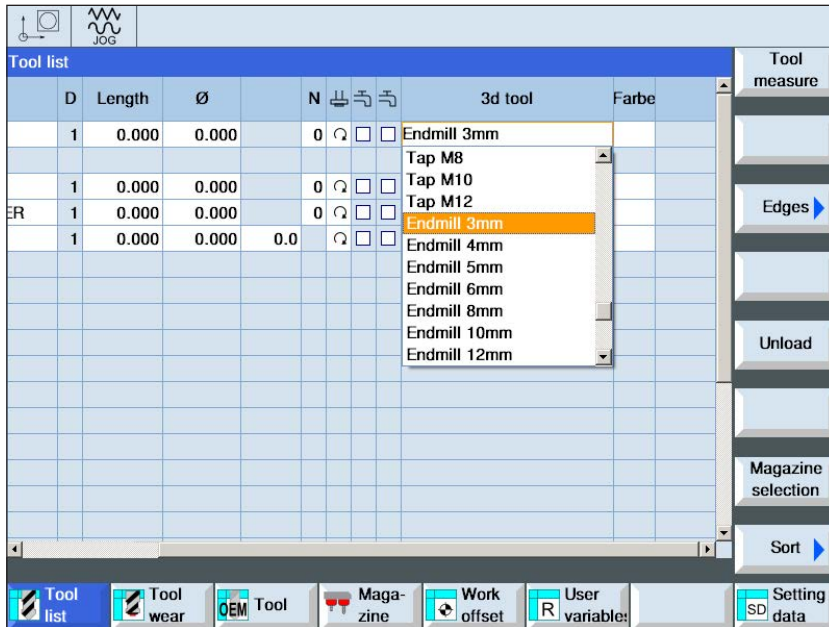 JOG
Tool list
D Length Ø N 3d tool Farbe
1 0.000 0.000 0 Endmill 3mm
1 0.000 0.000 0
ER 1 0.000 0.000 0
1 0.000 0.000 0.0
Tap M8
Tap M10
Tap M12
Endmill 3mm
Endmill 4mm
Endmill 5mm
Endmill 6mm
Endmill 8mm
Endmill 10mm
Endmill 12mm
Tool
measure
Edges
Unload
Magazine
selection
Sort
Tool
list
Tool
wear
OEM Tool
Maga-
zine
Work
offset
R User
variables
SD Setting
data